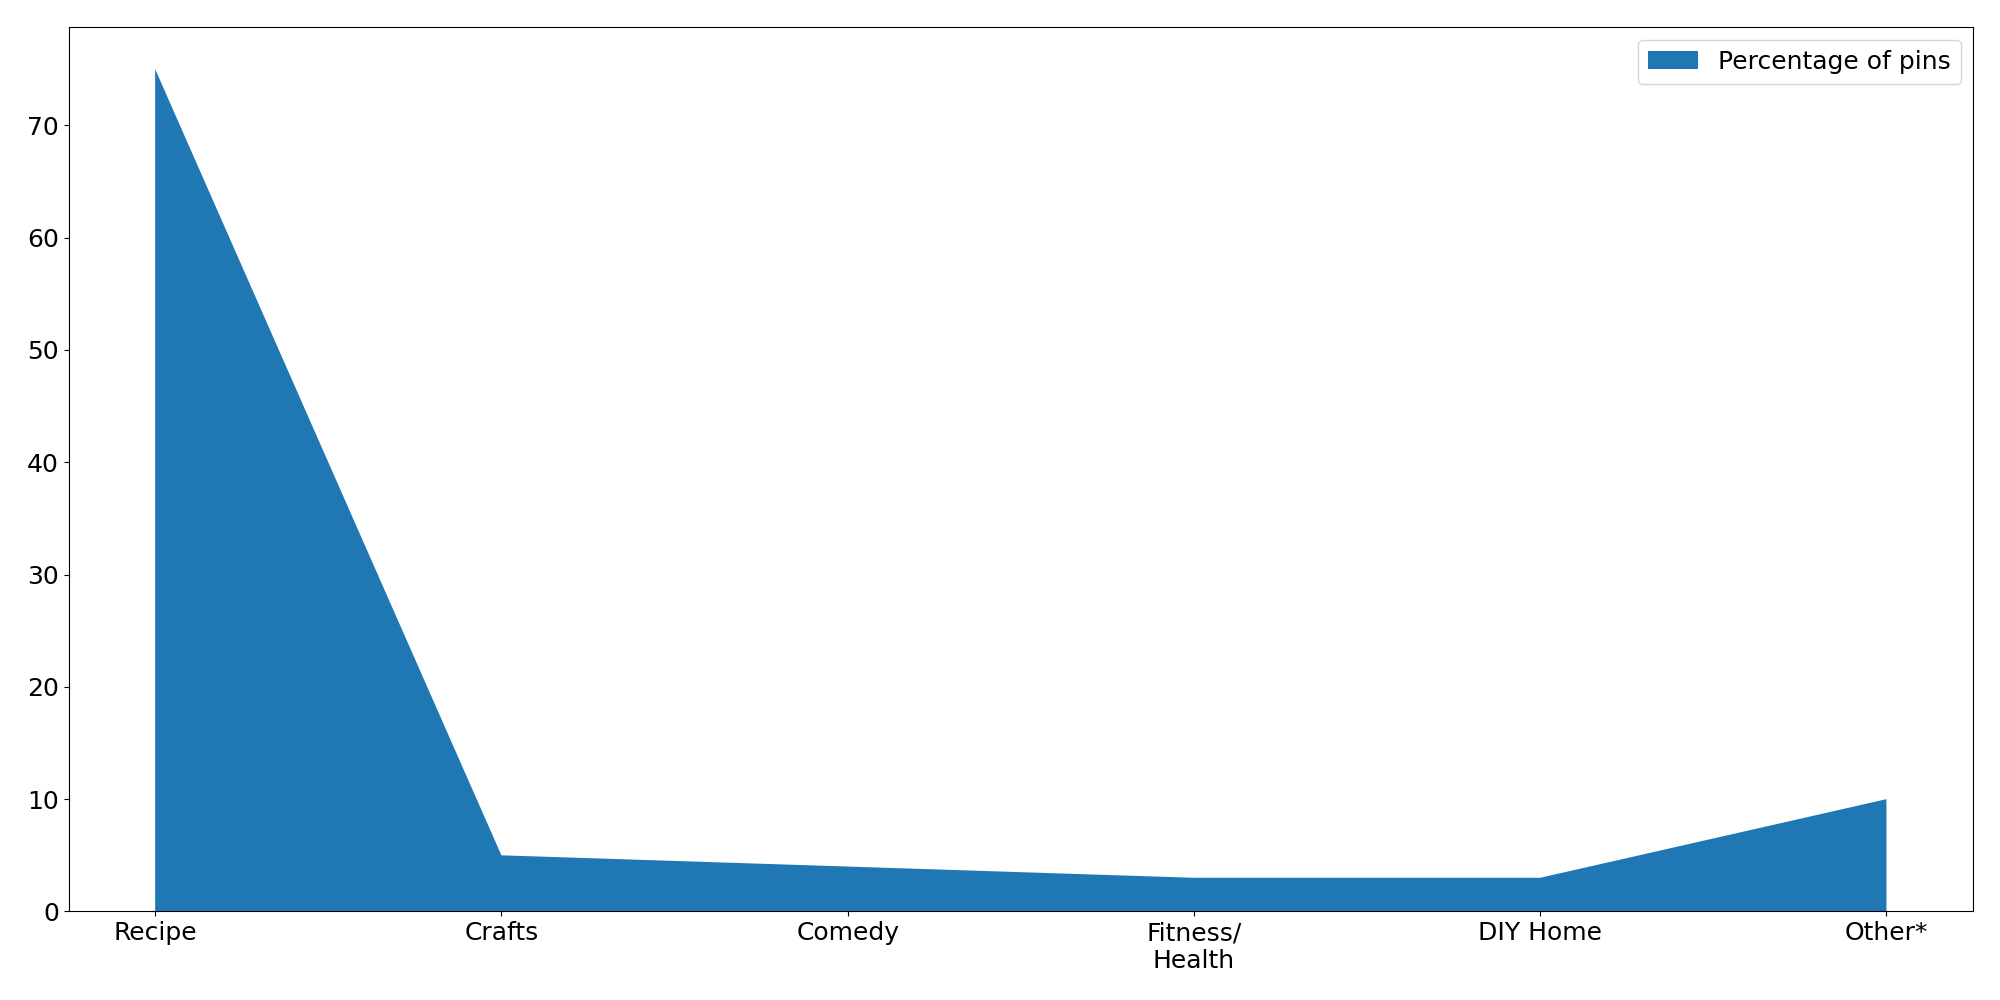 Percentage of pins
70
60
50
40
30
20
10
0
Recipe
Crafts
Comedy
Fitness/
Health
DIY Home
Other*